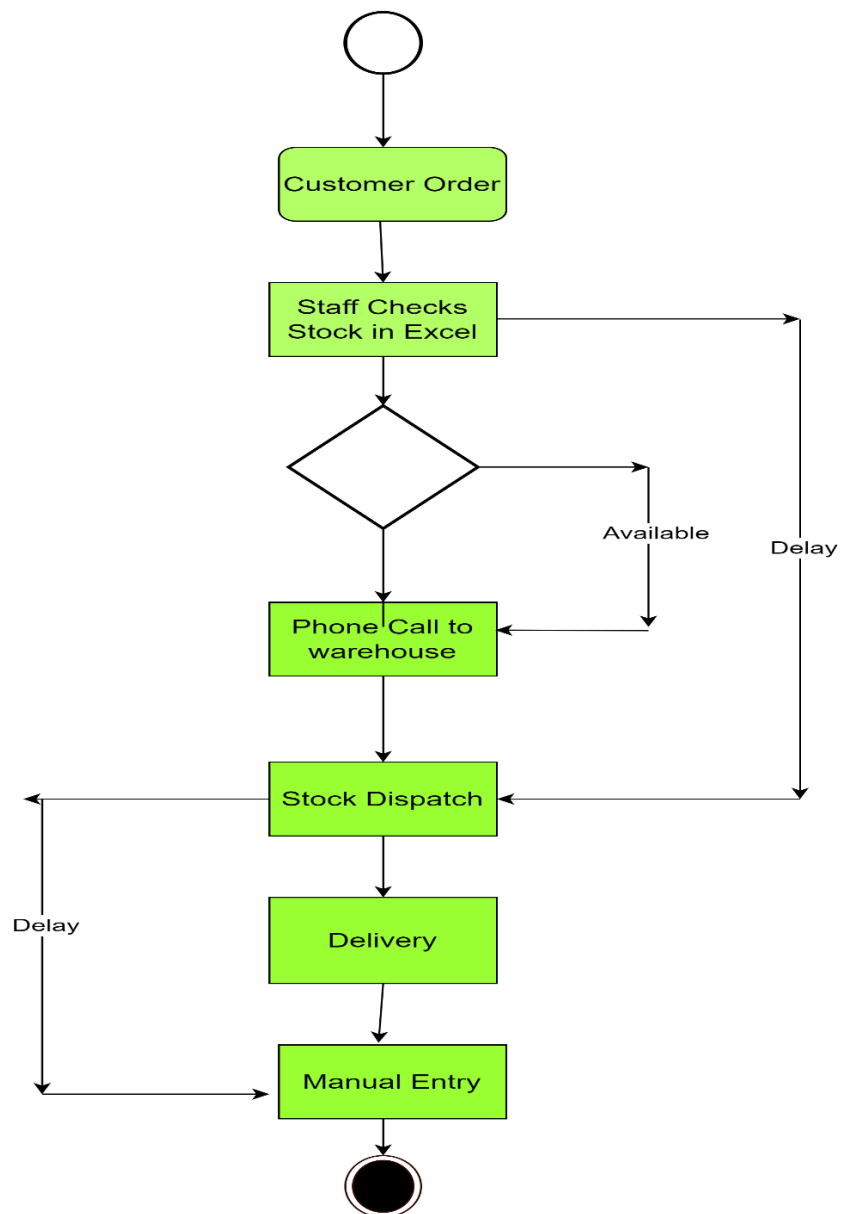 Customer Order
Staff Checks
Stock in Excel
Available
Delay
Phone Call to
warehouse
Stock Dispatch
Delay
Delivery
Manual Entry